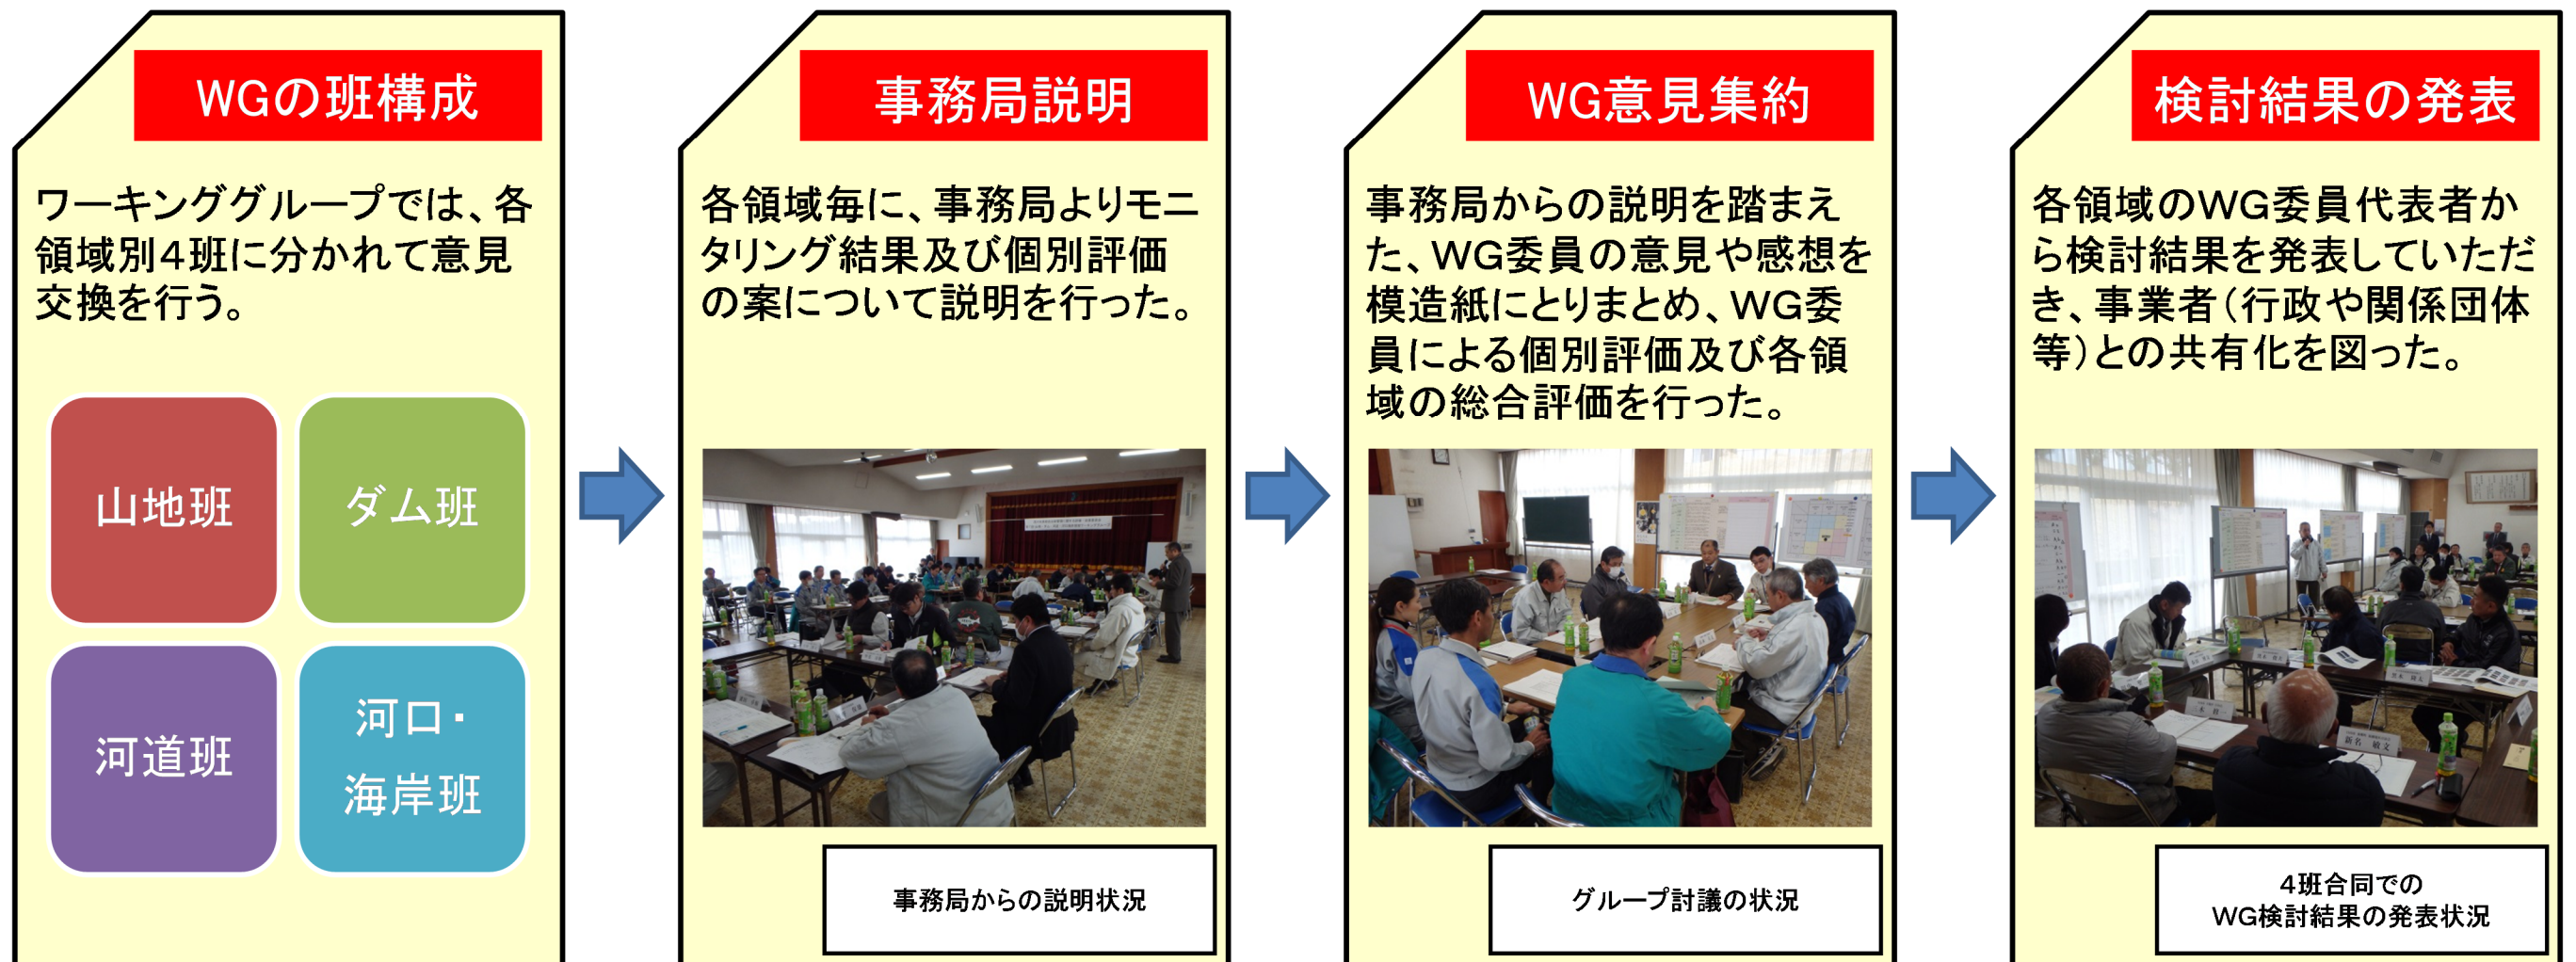 WGの班構成
ワーキンググループでは、各
領域別4班に分かれて意見
交換を行う。
山地班
ダム班
河道班
河口・
海岸班
事務局説明
各領域毎に、事務局よりモニ
タリング結果及び個別評価
の案について説明を行った。
事務局からの説明状況
WG意見集約
事務局からの説明を踏まえ
た、WG委員の意見や感想を
模造紙にとりまとめ、WG委
員による個別評価及び各領
域の総合評価を行った。
グループ討議の状況
検討結果の発表
各領域のWG委員代表者か
ら検討結果を発表していただ
き、事業者（行政や関係団体
等）との共有化を図った。
新名 敏文
4班合同での
WG検討結果の発表状況